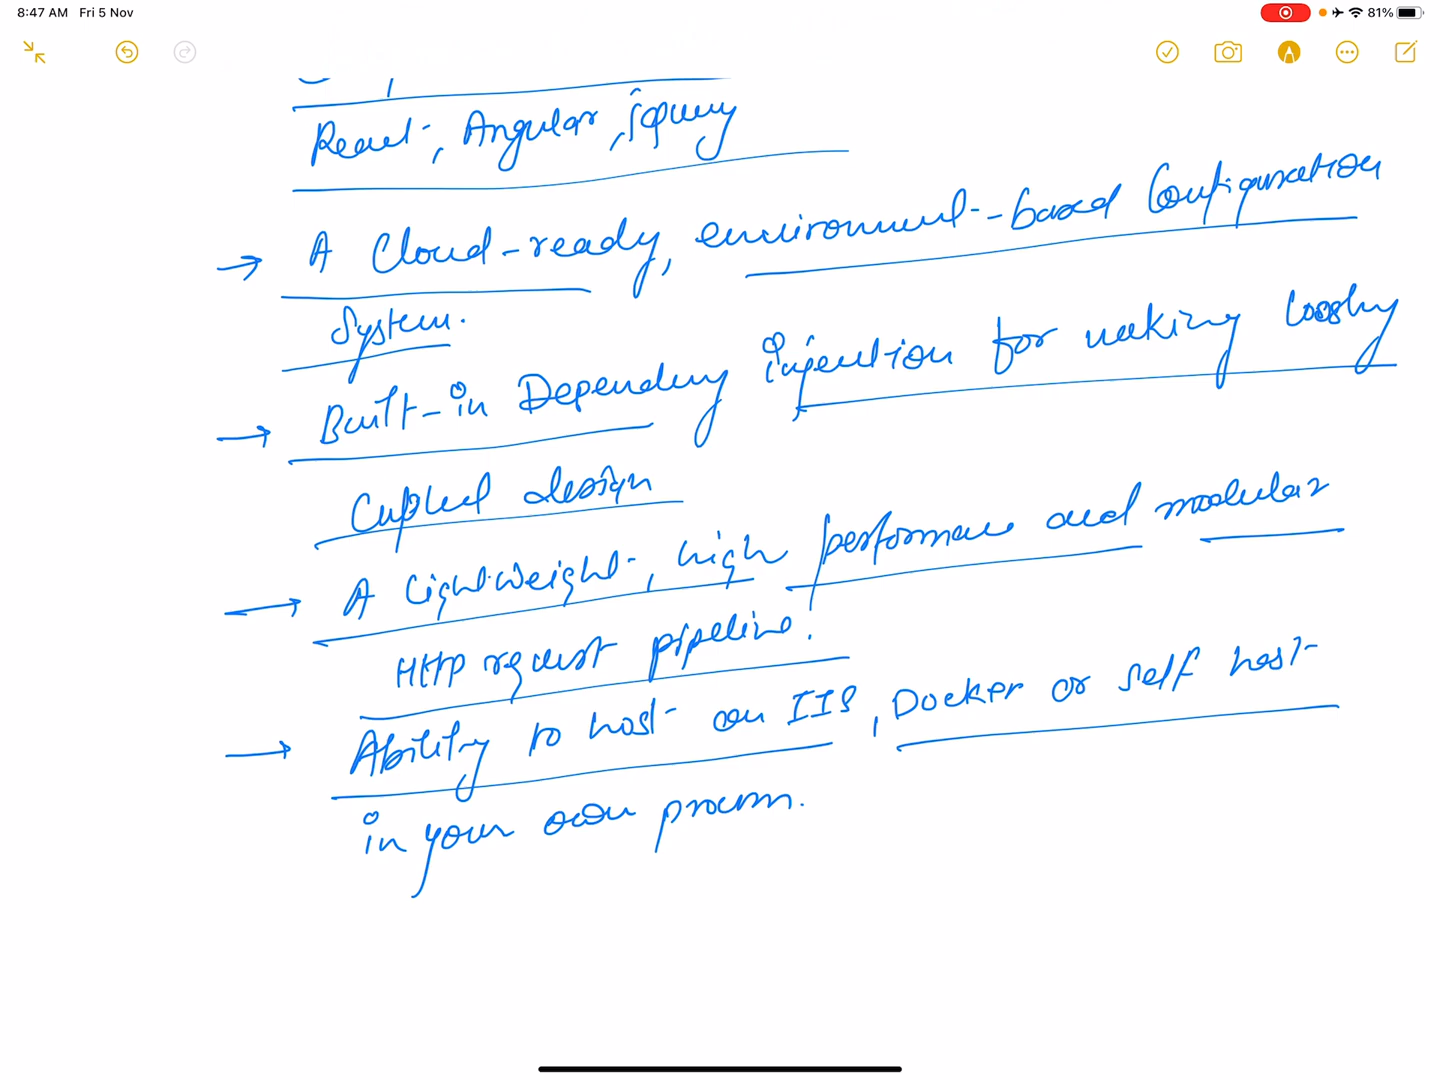 8:47 AM Fri 5 Nov 81%
React, Angular, jquery
→ A Cloud-ready, environment-based Configuration
System.
→ Built-in Dependency injection for making loosly
Cupled design
→ A Lightweight, high performance and modular
HTTP request pipeline.
→ Ability to host on IIS, Docker or self host
in your own process.